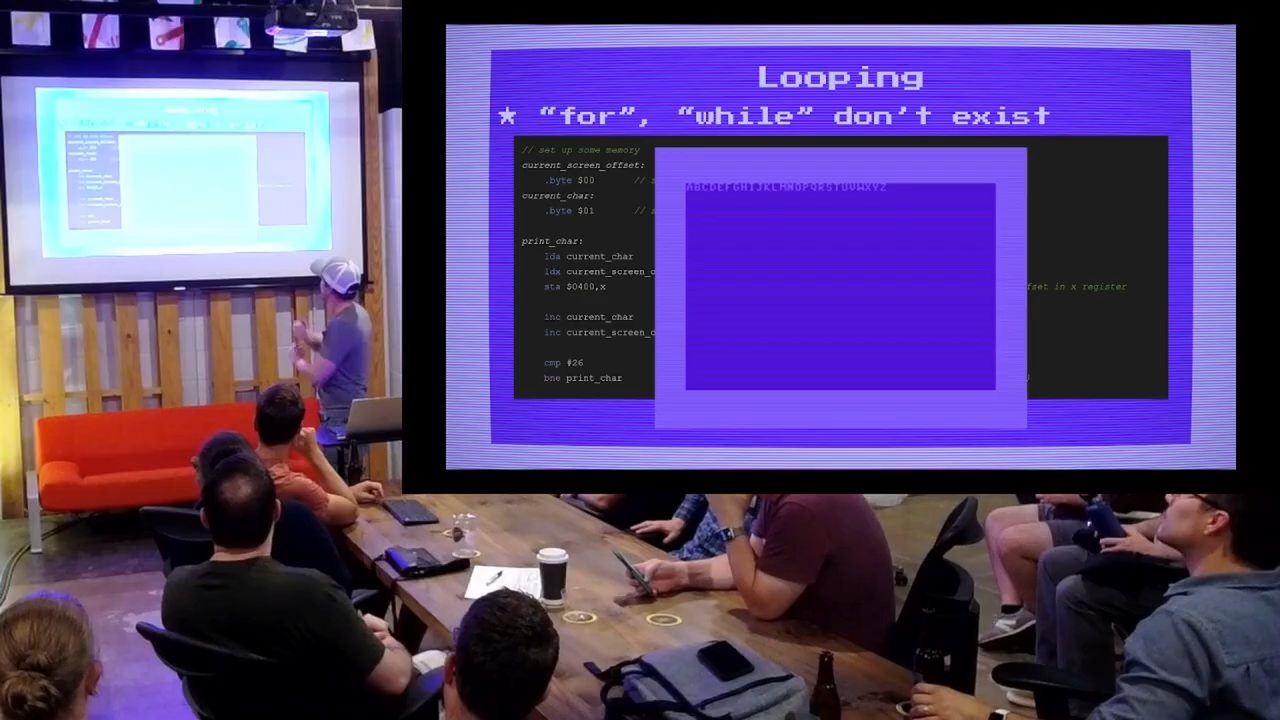 Looping
★ “for”, “while” don’t exist
// set up some memory
current_screen_offset:
.byte $00 //
current_char:
.byte $01 //
ABCDEFGHIJKLMNOPQRSTUVWXYZ
print_char:
lda current_char
ldx current_screen_o
sta $0400,x fset in x register
inc current_char
inc current_screen_o
cmp #26
bne print_char